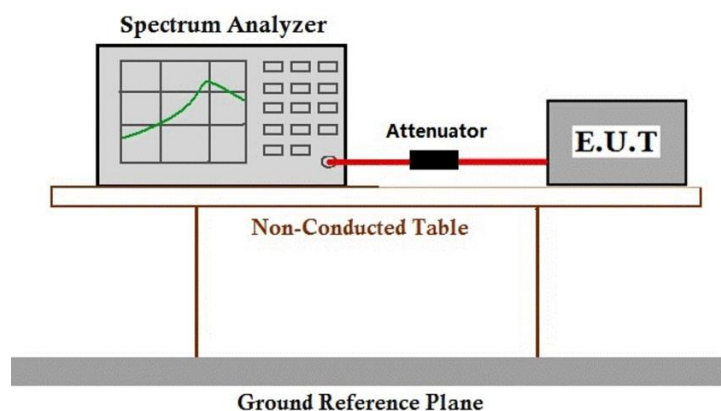 Spectrum Analyzer
Attenuator
E.U.T
Non-Conducted Table
Ground Reference Plane